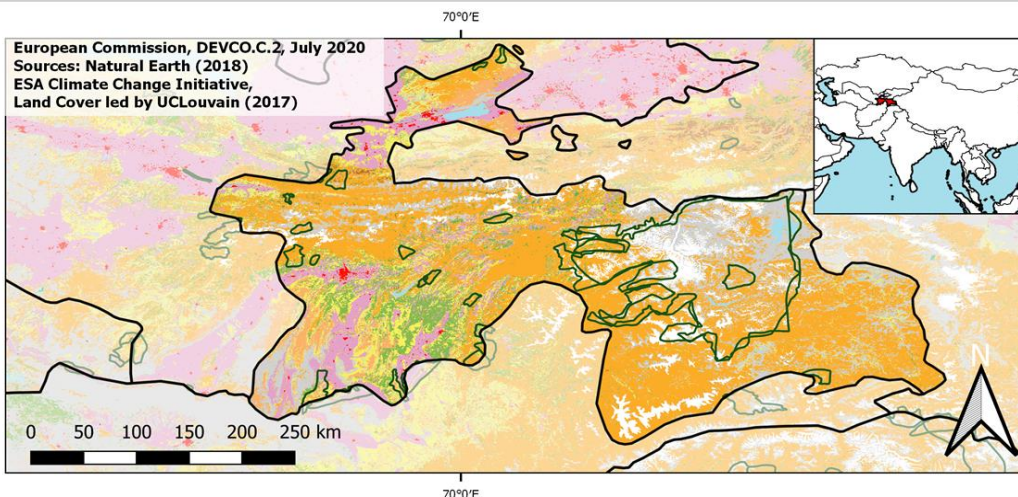 70°0'E
European Commission, DEVCO.C.2, July 2020
Sources: Natural Earth (2018)
ESA Climate Change Initiative,
Land Cover led by UCLouvain (2017)
N
0 50 100 150 200 250 km
70°0'E